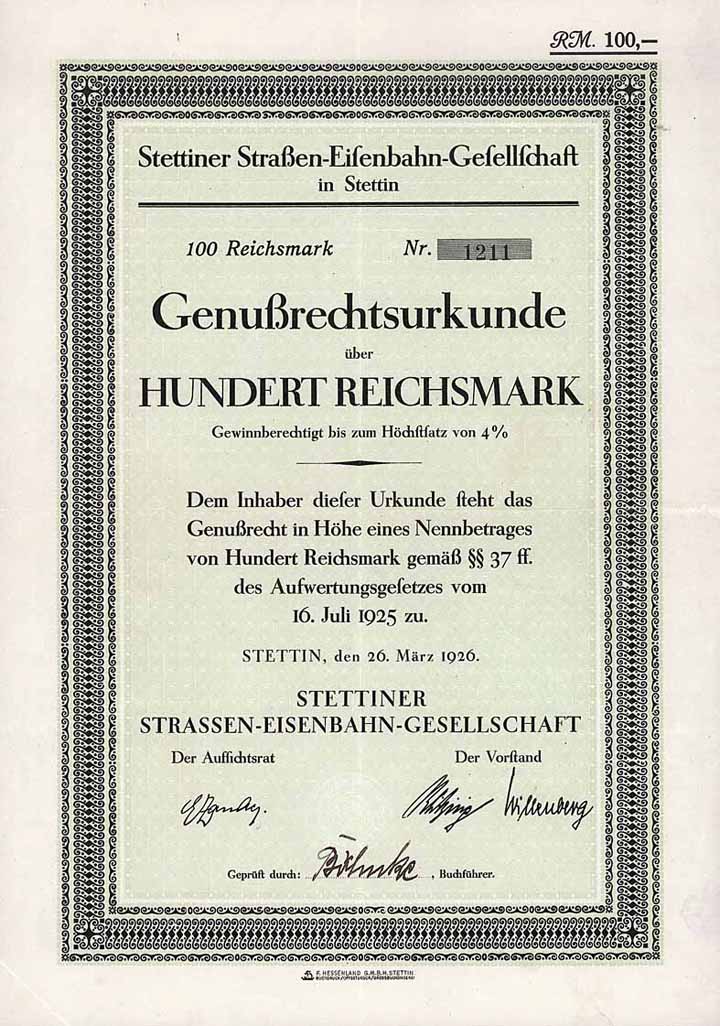 RM. 100,—
Stettiner Straßen-Eiſenbahn-Geſellſchaft
in Stettin
100 Reichsmark Nr. 1211
Genußrechtsurkunde
über
HUNDERT REICHSMARK
Gewinnberechtigt bis zum Höchſtſatz von 4%
Dem Inhaber dieſer Urkunde ſteht das
Genußrecht in Höhe eines Nennbetrages
von Hundert Reichsmark gemäß §§ 37 ff.
des Aufwertungsgeſetzes vom
16. Juli 1925 zu.
STETTIN, den 26. März 1926.
STETTINER
STRASSEN-EISENBAHN-GESELLSCHAFT
Der Aufſichtsrat Der Vorſtand
Willenberg
Geprüft durch: , Buchführer.
F. HESSENLAND G.M.B.H. STETTIN